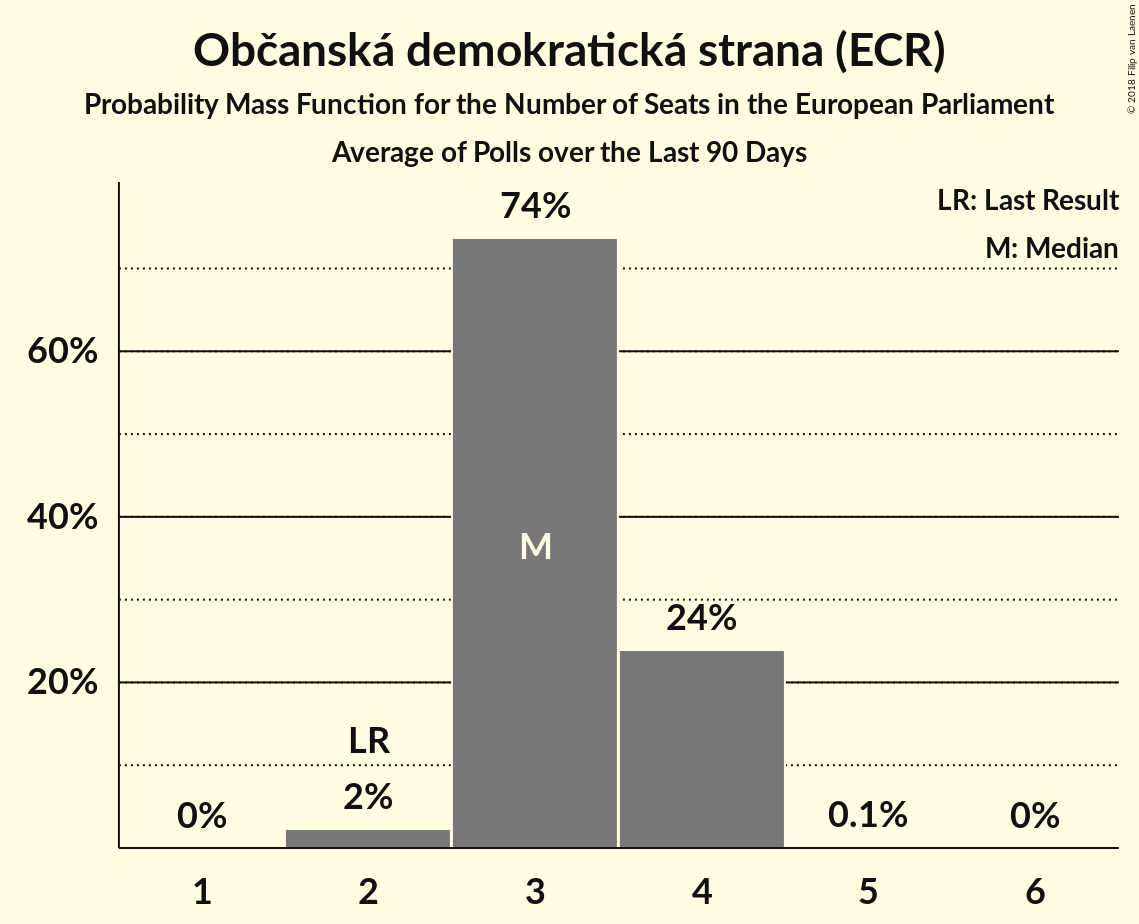 Občanská demokratická strana (ECR)
Probability Mass Function for the Number of Seats in the European Parliament
Average of Polls over the Last 90 Days
© 2018 Filip van Laenen
LR: Last Result
M: Median
74%
60%
40%
M
24%
20%
LR
2%
0%
0.1%
0%
1 2 3 4 5 6